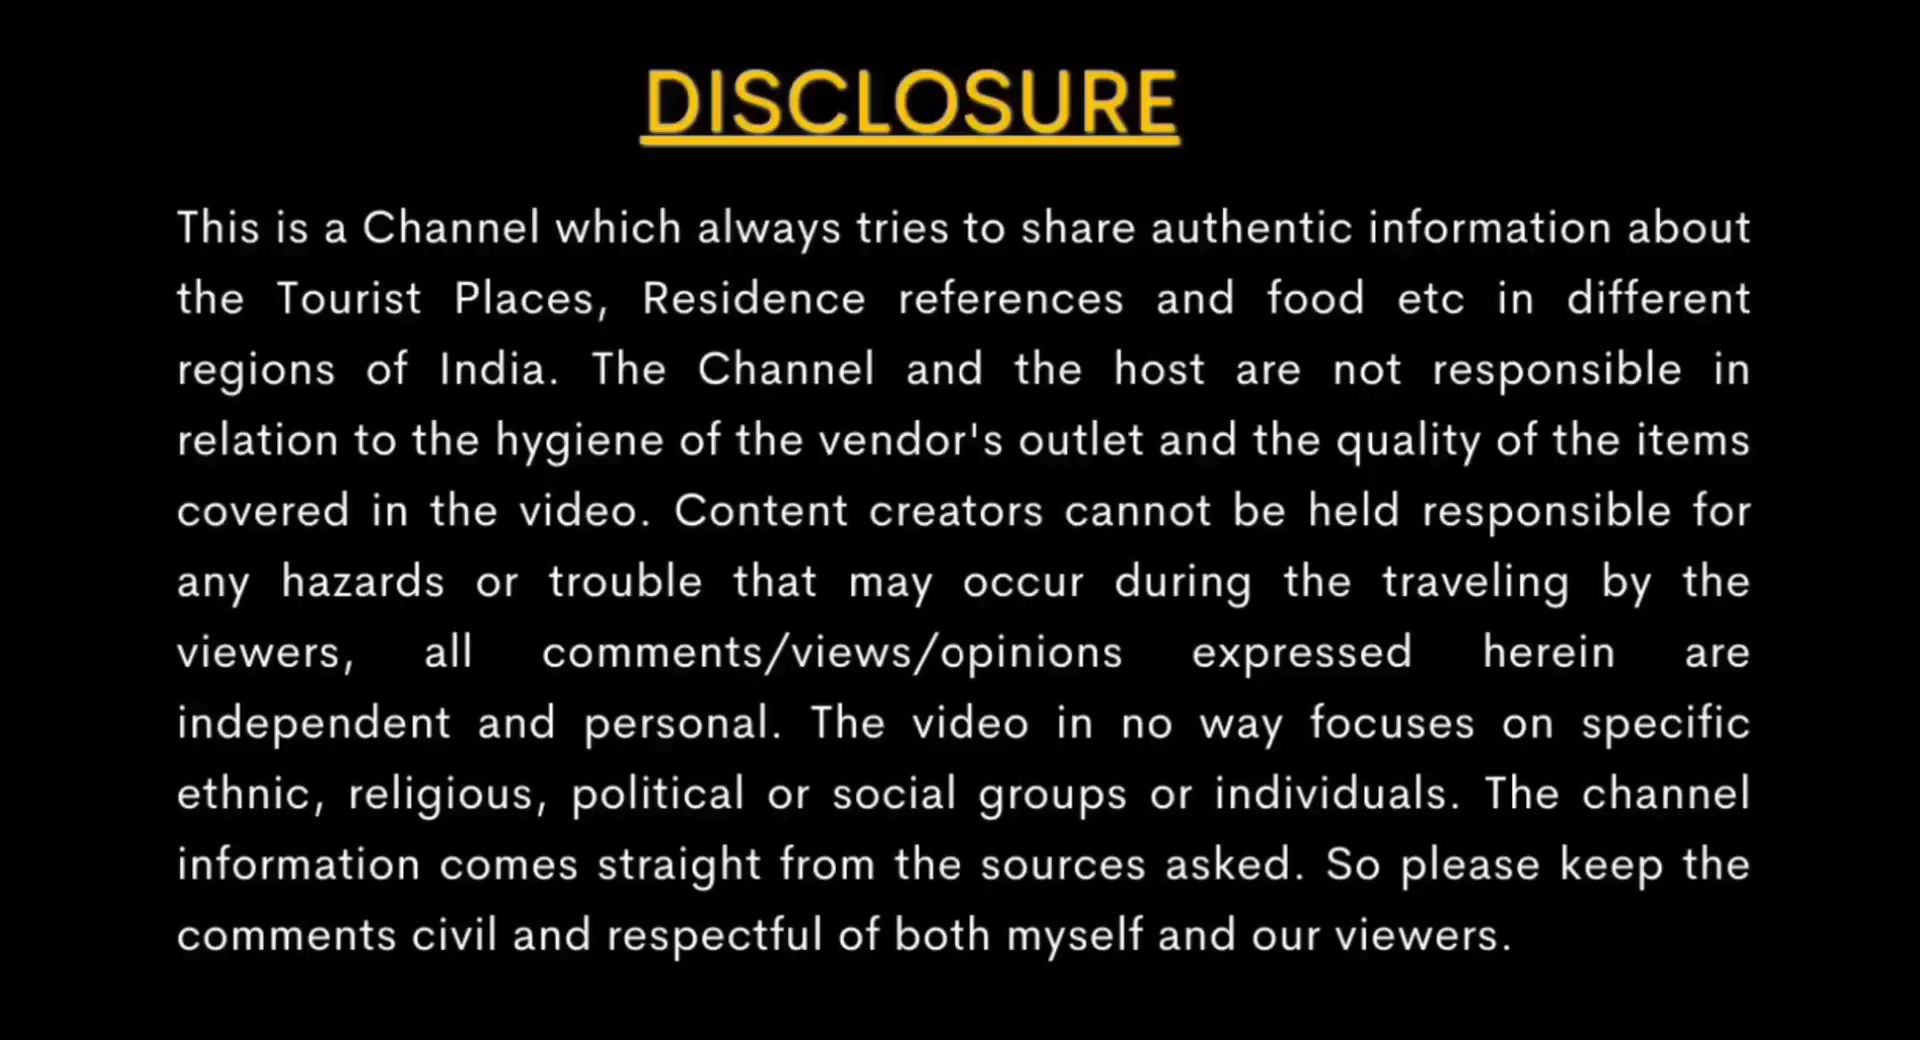 DISCLOSURE
This is a Channel which always tries to share authentic information about
the Tourist Places, Residence references and food etc in different
regions of India. The Channel and the host are not responsible in
relation to the hygiene of the vendor's outlet and the quality of the items
covered in the video. Content creators cannot be held responsible for
any hazards or trouble that may occur during the traveling by the
viewers, all comments/views/opinions expressed herein are
independent and personal. The video in no way focuses on specific
ethnic, religious, political or social groups or individuals. The channel
information comes straight from the sources asked. So please keep the
comments civil and respectful of both myself and our viewers.